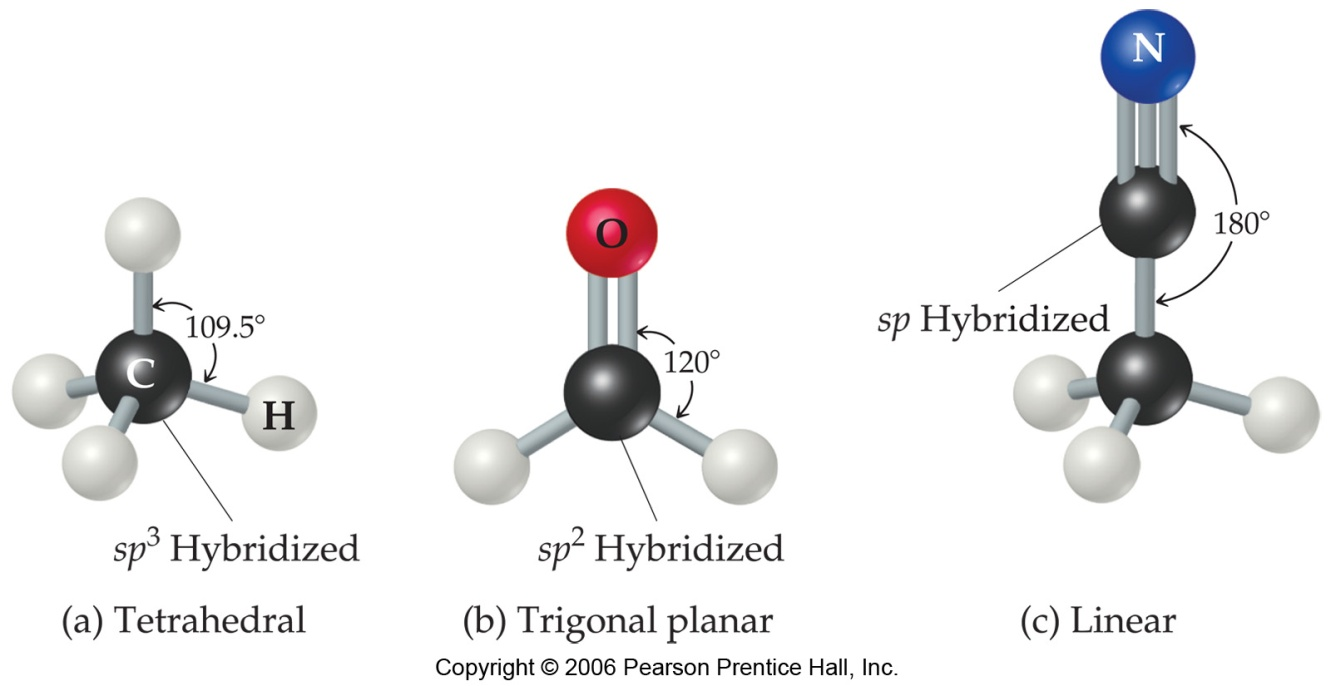 N
180°
O
109.5°
120°
sp Hybridized
C
H
sp³ Hybridized
sp² Hybridized
(a) Tetrahedral
(b) Trigonal planar
(c) Linear
Copyright © 2006 Pearson Prentice Hall, Inc.